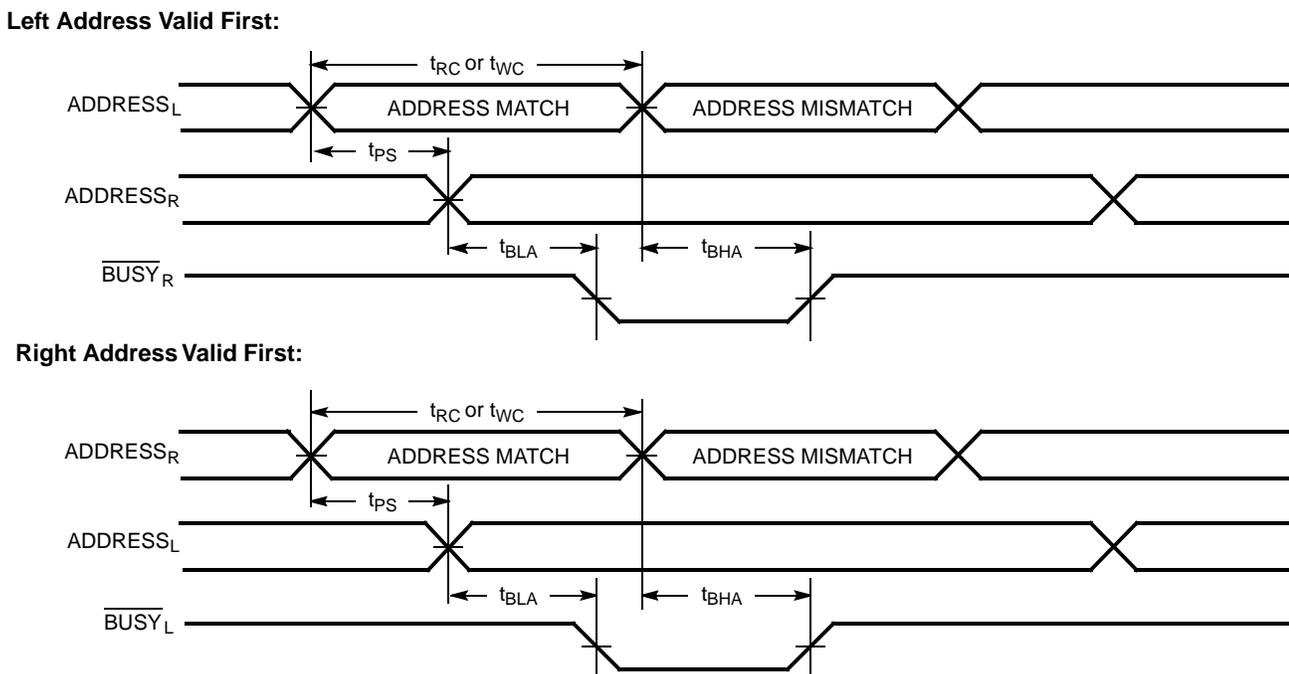 Left Address Valid First:
tRC or tWC
ADDRESSL
ADDRESS MATCH
ADDRESS MISMATCH
tPS
ADDRESSR
tBLA
tBHA
BUSYR
Right Address Valid First:
tRC or tWC
ADDRESSR
ADDRESS MATCH
ADDRESS MISMATCH
tPS
ADDRESSL
tBLA
tBHA
BUSYL